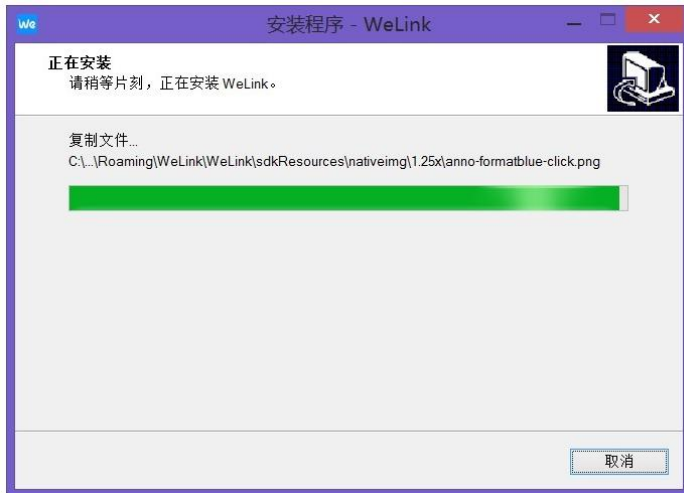 We
安装程序 - WeLink
正在安装
请稍等片刻，正在安装 WeLink。
复制文件...
C:\...\Roaming\WeLink\WeLink\sdkResources\nativeimg\1.25x\anno-formatblue-click.png
取消